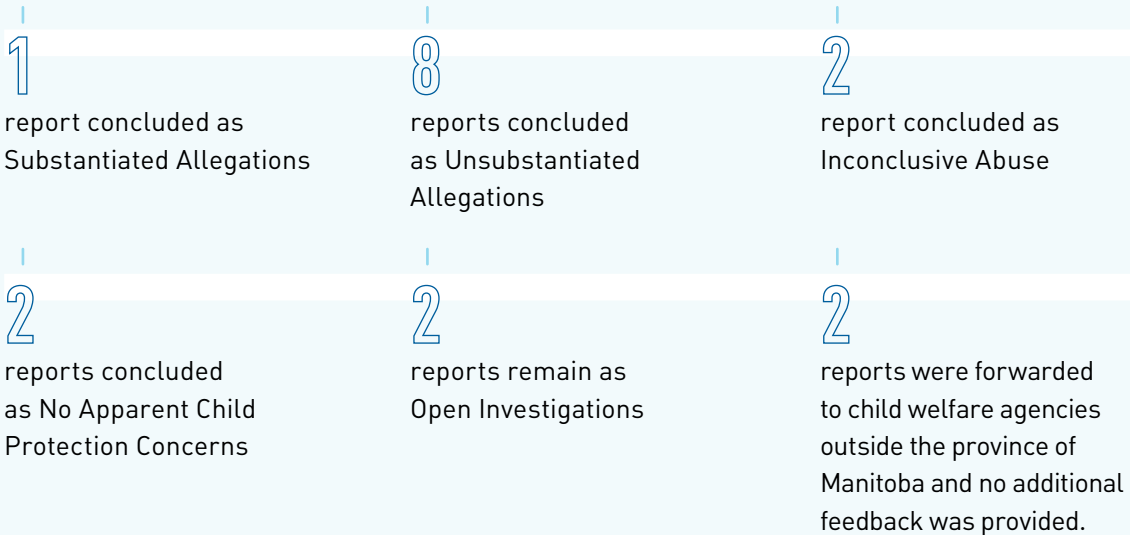 1
report concluded as
Substantiated Allegations
8
reports concluded
as Unsubstantiated
Allegations
2
report concluded as
Inconclusive Abuse
2
reports concluded
as No Apparent Child
Protection Concerns
2
reports remain as
Open Investigations
2
reports were forwarded
to child welfare agencies
outside the province of
Manitoba and no additional
feedback was provided.